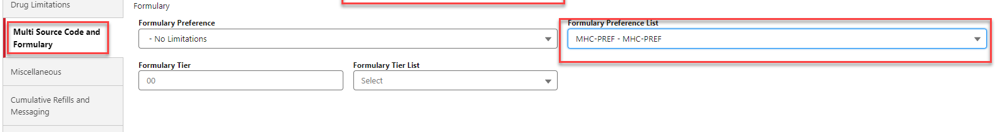 Drug Limitations
Multi Source Code and
Formulary
Miscellaneous
Cumulative Refills and
Messaging
Formulary
Formulary Preference
- No Limitations
Formulary Preference List
MHC-PREF - MHC-PREF
Formulary Tier
00
Formulary Tier List
Select